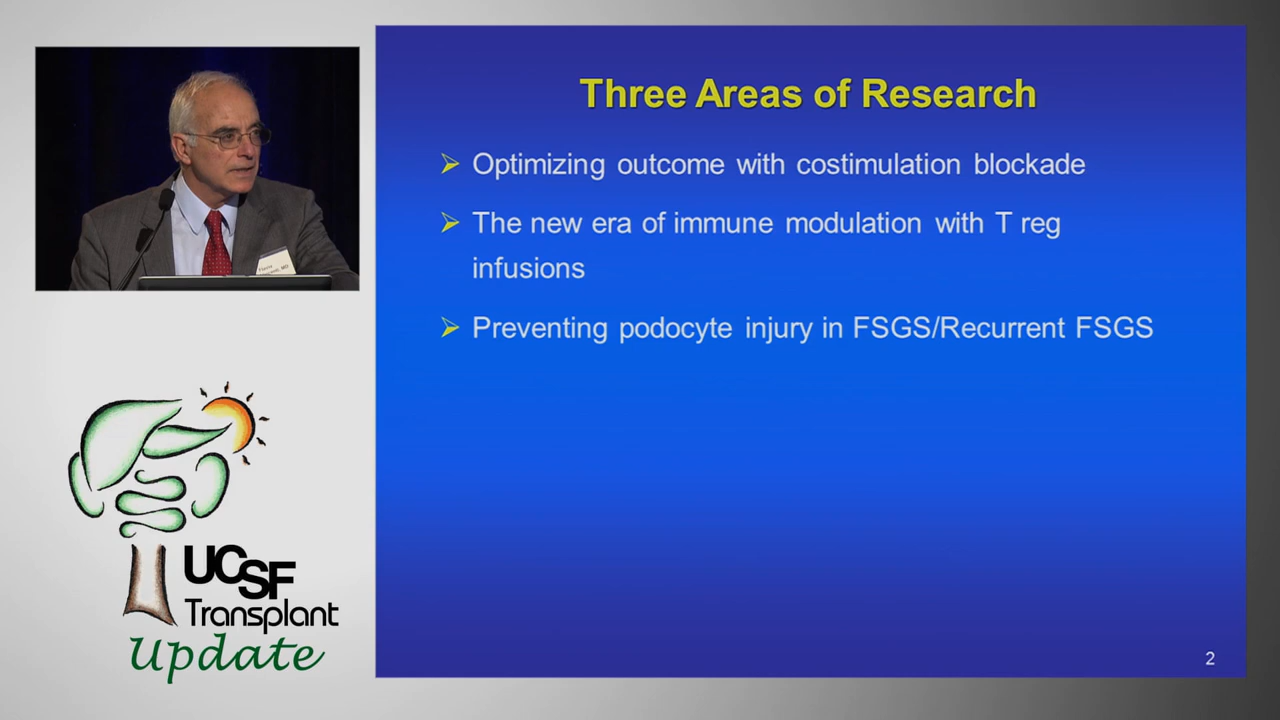 Three Areas of Research
Optimizing outcome with costimulation blockade
The new era of immune modulation with T reg
infusions
Preventing podocyte injury in FSGS/Recurrent FSGS
2
UCSF
Transplant
Update
MD